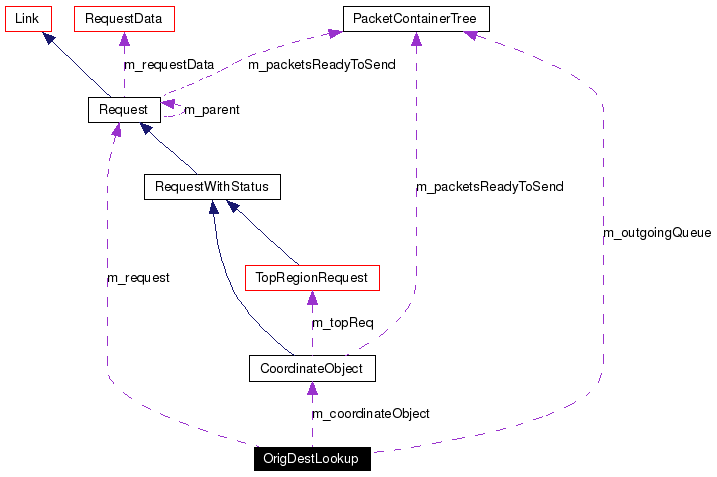 Link
RequestData
PacketContainerTree
m_requestData
m_packetsReadyToSend
Request
m_parent
RequestWithStatus
m_packetsReadyToSend
m_outgoingQueue
m_request
TopRegionRequest
m_topReq
CoordinateObject
m_coordinateObject
OrigDestLookup